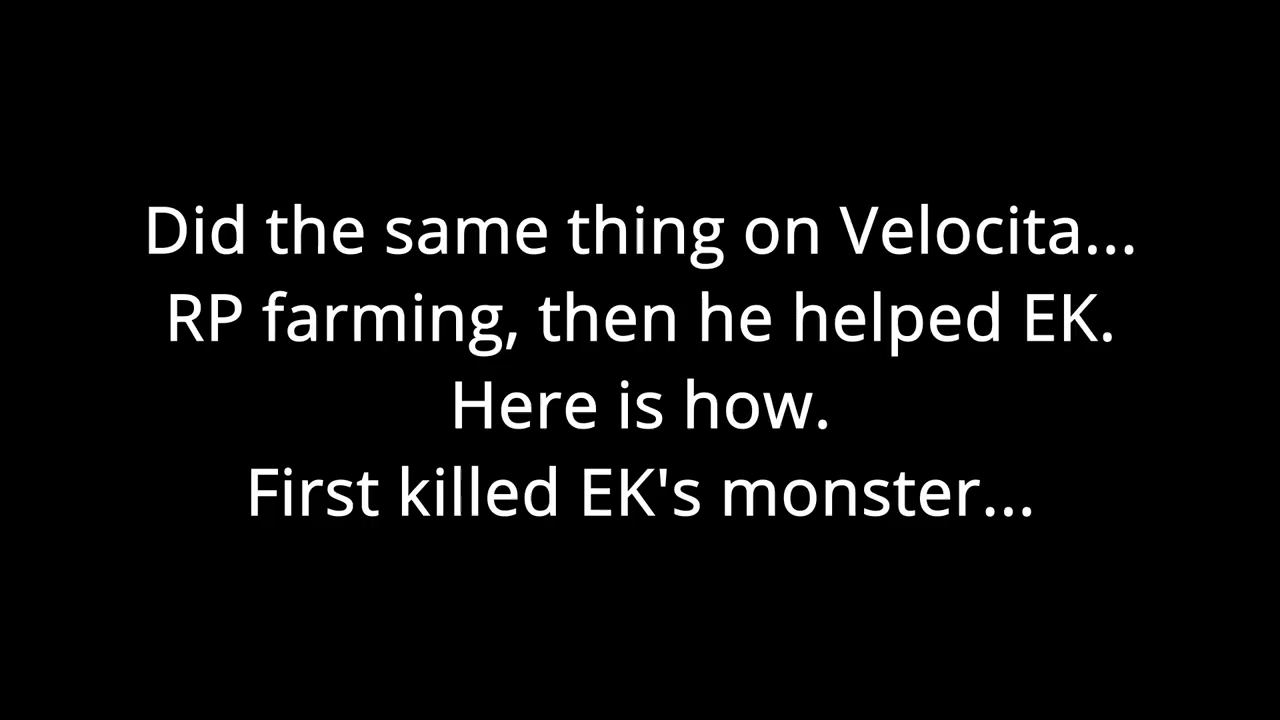 Did the same thing on Velocita...
RP farming, then he helped EK.
Here is how.
First killed EK's monster...